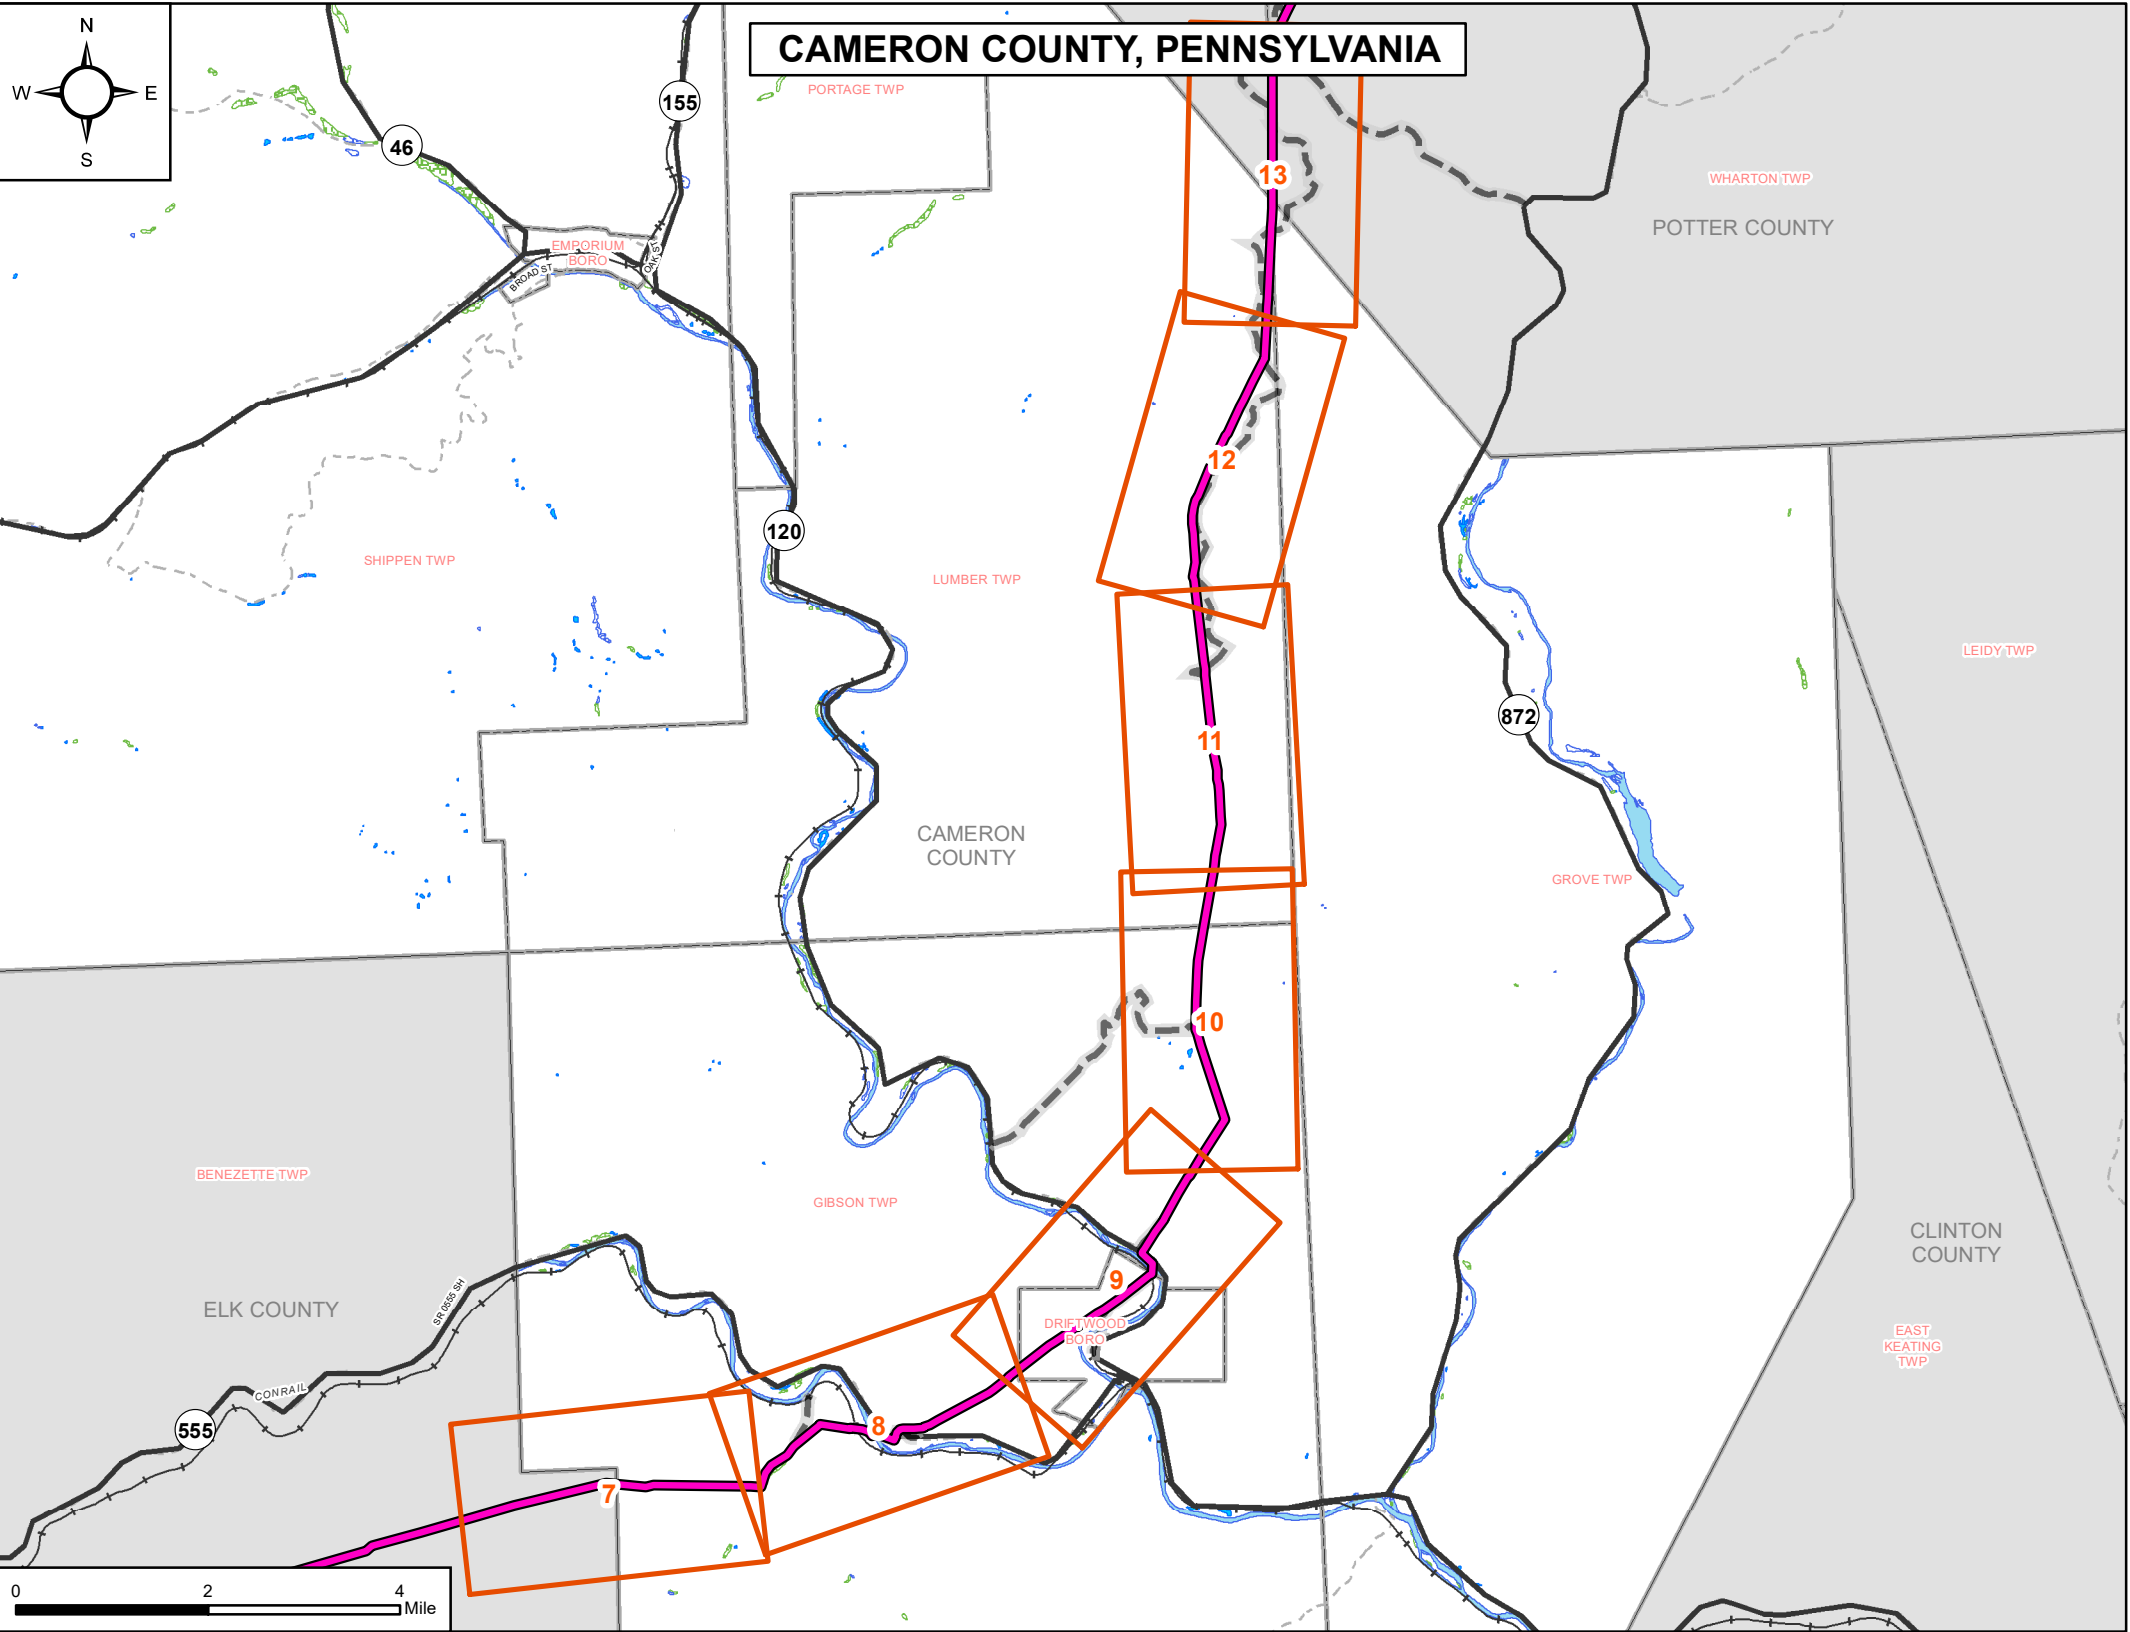 CAMERON COUNTY, PENNSYLVANIA
N
W
E
S
PORTAGE TWP
155
46
13
WHARTON TWP
POTTER COUNTY
EMPORIUM
BORO
BROAD ST
OAK ST
12
120
SHIPPEN TWP
LUMBER TWP
LEIDY TWP
872
11
CAMERON
COUNTY
GROVE TWP
10
BENEZETTE TWP
GIBSON TWP
CLINTON
COUNTY
9
ELK COUNTY
SR 0555 SH
DRIFTWOOD
BORO
EAST
KEATING
TWP
CONRAIL
555
8
7
0
2
4
Mile